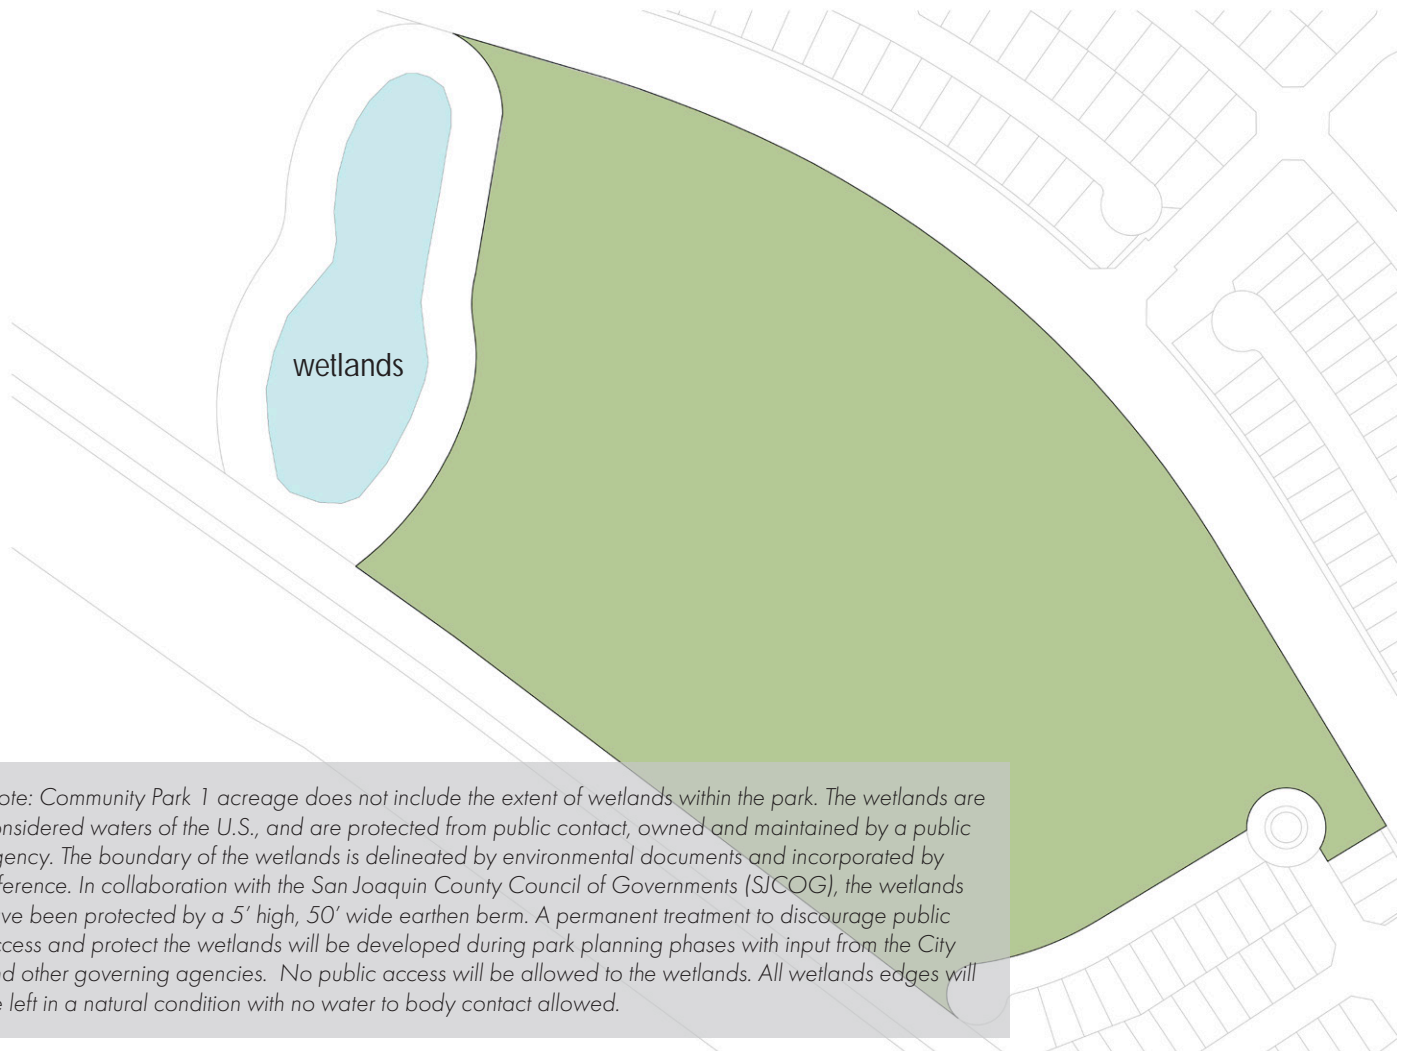 wetlands
ote: Community Park 1 acreage does not include the extent of wetlands within the park. The wetlands are
onsidered waters of the U.S., and are protected from public contact, owned and maintained by a public
gency. The boundary of the wetlands is delineated by environmental documents and incorporated by
ference. In collaboration with the San Joaquin County Council of Governments (SJCOG), the wetlands
ve been protected by a 5’ high, 50’ wide earthen berm. A permanent treatment to discourage public
ccess and protect the wetlands will be developed during park planning phases with input from the City
nd other governing agencies.  No public access will be allowed to the wetlands. All wetlands edges will
e left in a natural condition with no water to body contact allowed.